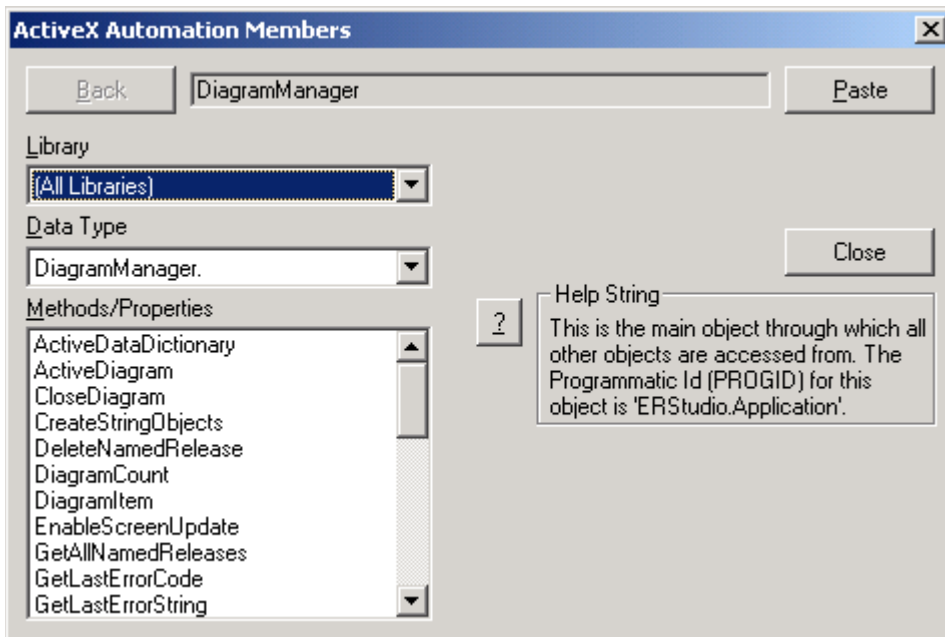 ActiveX Automation Members
Back
DiagramManager
Paste
Library
(All Libraries)
Data Type
DiagramManager.
Close
Methods/Properties
ActiveDataDictionary
ActiveDiagram
CloseDiagram
CreateStringObjects
DeleteNamedRelease
DiagramCount
DiagramItem
EnableScreenUpdate
GetAllNamedReleases
GetLastErrorCode
GetLastErrorString
?
Help String
This is the main object through which all
other objects are accessed from. The
Programmatic Id (PROGID) for this
object is 'ERStudio.Application'.